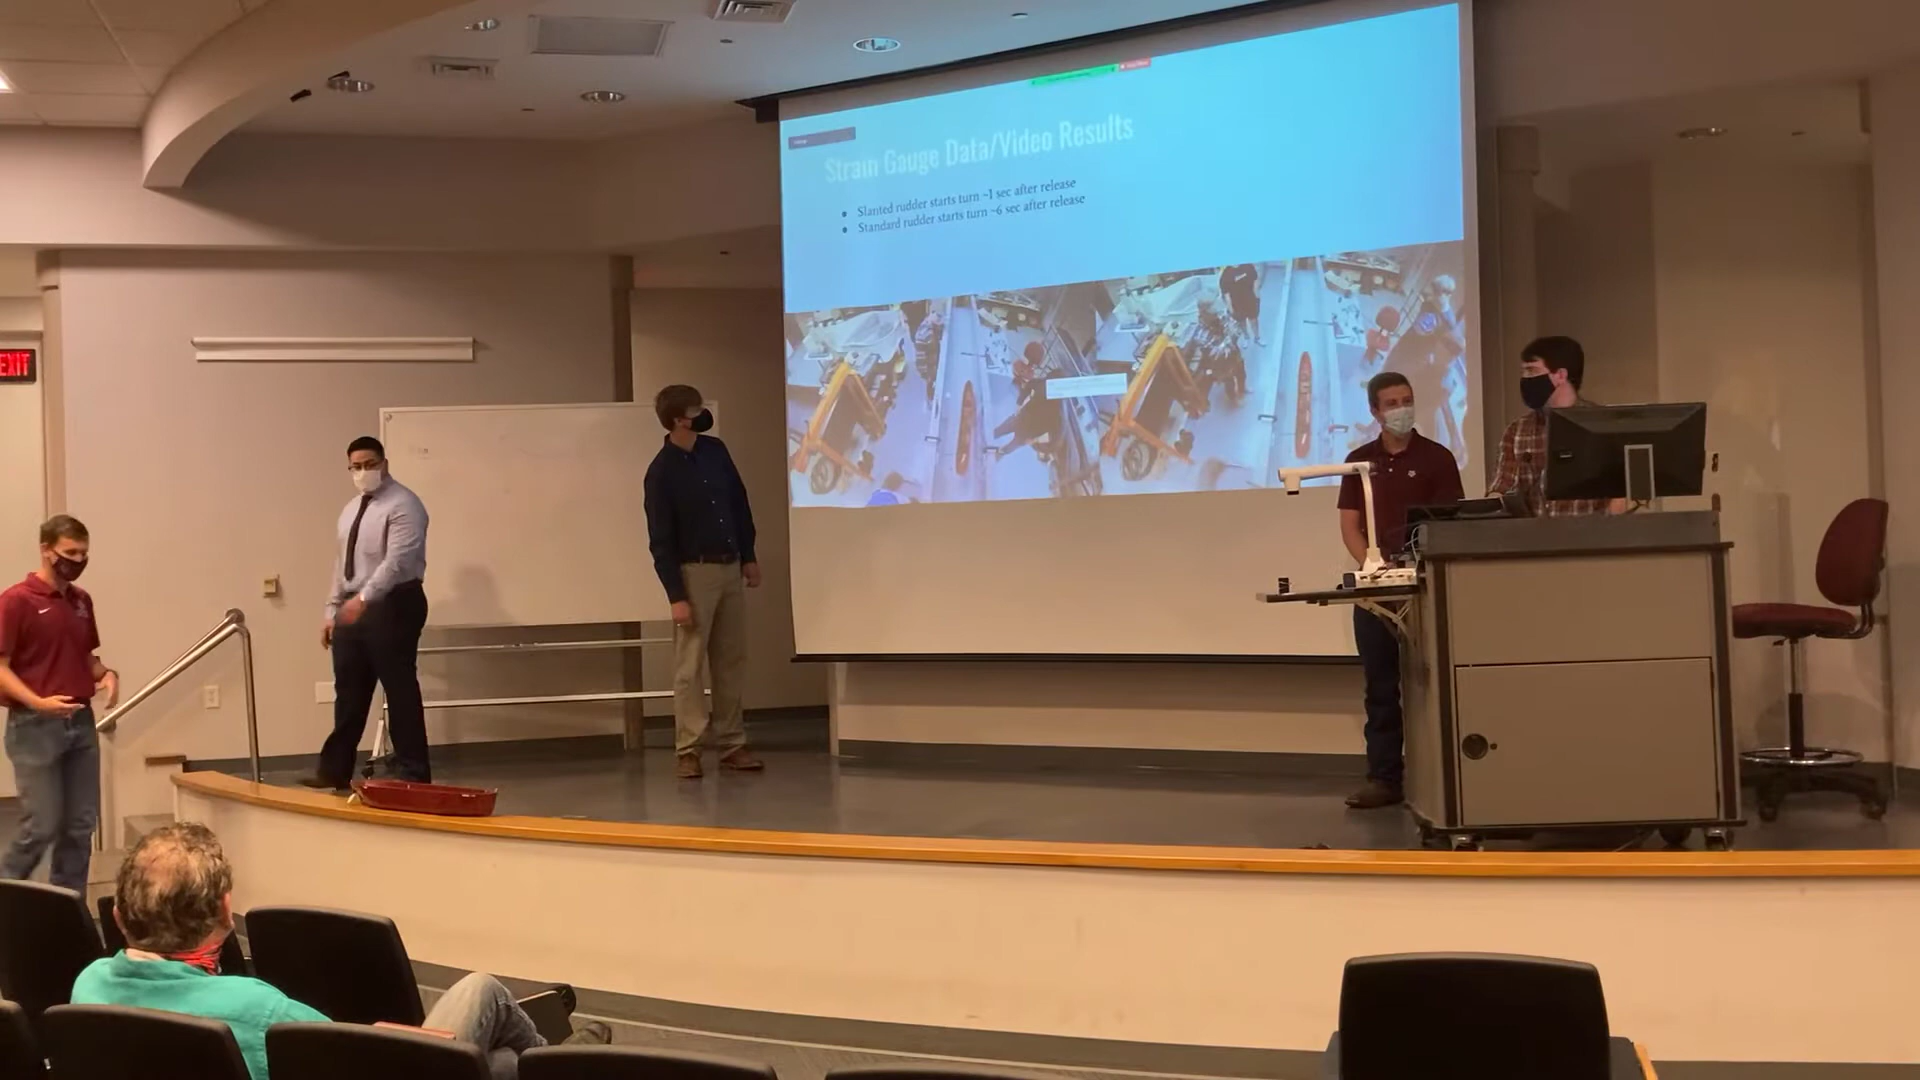 Strain Gauge Data/Video Results
• Slanted rudder starts turn ~1 sec after release
• Standard rudder starts turn ~6 sec after release
EXIT